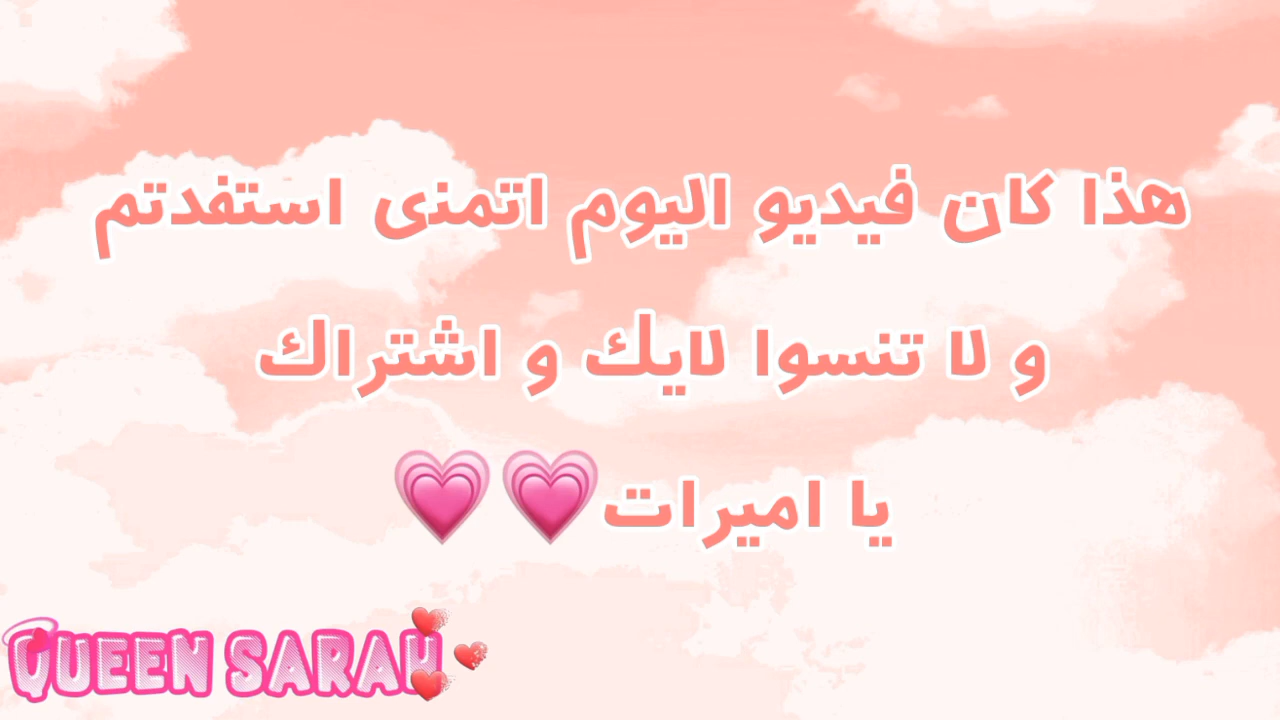 هذا كان فيديو اليوم اتمنى استفدتم
و لا تنسوا لايك و اشتراك
يا اميرات💗💗
QUEEN SARAH